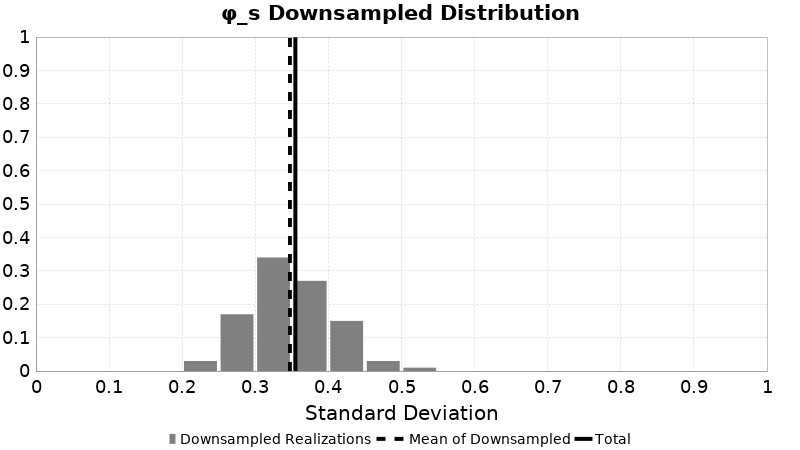 φ_s Downsampled Distribution
1
0.9
0.8
0.7
0.6
0.5
0.4
0.3
0.2
0.1
0
0 0.1 0.2 0.3 0.4 0.5 0.6 0.7 0.8 0.9 1
Standard Deviation
Downsampled Realizations Mean of Downsampled Total